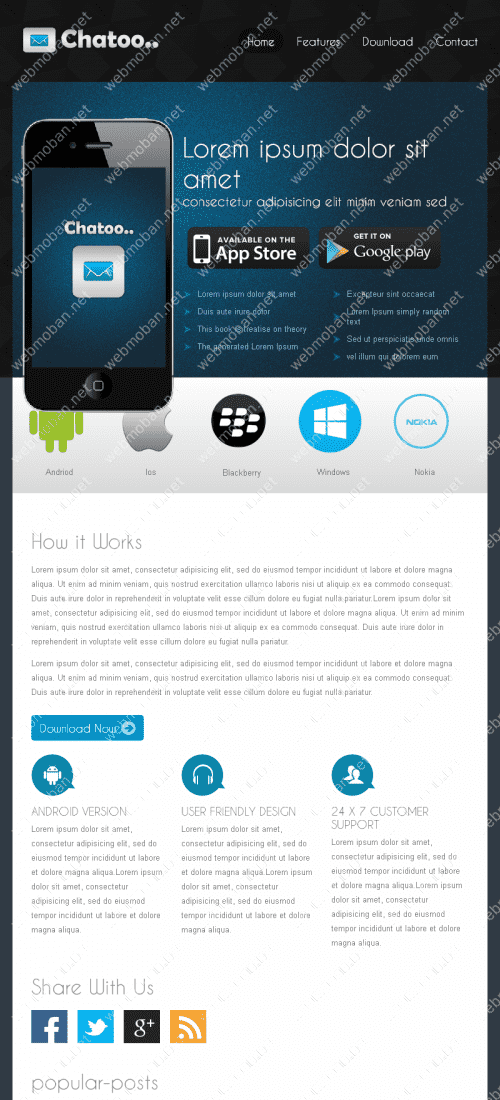 Chatoo..
Home Features Download Contact
Lorem ipsum dolor sit
amet
consectetur adipisicing elit minim veniam sed
Chatoo..
AVAILABLE ON THE
App Store
GET IT ON
Google play
Lorem ipsum dolor sit amet
Duis aute irure dolor
This book is treatise on theory
The generated Lorem Ipsum
Excepteur sint occaecat
Lorem Ipsum simply random
text
Sed ut perspiciatis unde omnis
vel illum qui dolorem eum
NOKIA
Andriod
Ios
Blackberry
Windows
Nokia
How it Works
Lorem ipsum dolor sit amet, consectetur adipisicing elit, sed do eiusmod tempor incididunt ut labore et dolore magna
aliqua. Ut enim ad minim veniam, quis nostrud exercitation ullamco laboris nisi ut aliquip ex ea commodo consequat.
Duis aute irure dolor in reprehenderit in voluptate velit esse cillum dolore eu fugiat nulla pariatur.Lorem ipsum dolor
sit amet, consectetur adipisicing elit, sed do eiusmod tempor incididunt ut labore et dolore magna aliqua. Ut enim ad minim
veniam, quis nostrud exercitation ullamco laboris nisi ut aliquip ex ea commodo consequat. Duis aute irure dolor in
reprehenderit in voluptate velit esse cillum dolore eu fugiat nulla pariatur.
Lorem ipsum dolor sit amet, consectetur adipisicing elit, sed do eiusmod tempor incididunt ut labore et dolore magna
aliqua. Ut enim ad minim veniam, quis nostrud exercitation ullamco laboris nisi ut aliquip ex ea commodo consequat.
Duis aute irure dolor in reprehenderit in voluptate velit esse cillum dolore eu fugiat nulla pariatur.
Download Now
ANDROID VERSION
Lorem ipsum dolor sit amet,
consectetur adipisicing elit, sed do
eiusmod tempor incididunt ut labore
et dolore magna aliqua.Lorem ipsum
dolor sit amet, consectetur
adipisicing elit, sed do eiusmod
tempor incididunt ut labore et dolore
magna aliqua.
USER FRIENDLY DESIGN
Lorem ipsum dolor sit amet,
consectetur adipisicing elit, sed do
eiusmod tempor incididunt ut labore
et dolore magna aliqua.Lorem ipsum
dolor sit amet, consectetur
adipisicing elit, sed do eiusmod
tempor incididunt ut labore et dolore
magna aliqua.
24 X 7 CUSTOMER
SUPPORT
Lorem ipsum dolor sit amet,
consectetur adipisicing elit, sed do
eiusmod tempor incididunt ut labore
et dolore magna aliqua.Lorem ipsum
dolor sit amet, consectetur
adipisicing elit, sed do eiusmod
tempor incididunt ut labore et dolore
magna aliqua.
Share With Us
popular-posts
webmoban.net